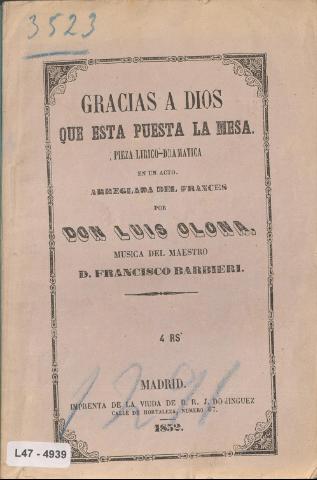 3523
GRACIAS A DIOS
QUE ESTA PUESTA LA MESA.
PIEZA LIRICO-DRAMATICA
EN UN ACTO.
ARREGLADA DEL FRANCES
POR
DON LUIS OLONA.
MUSICA DEL MAESTRO
D. FRANCISCO BARBIERI.
4 RS
MADRID.
IMPRENTA DE LA VIUDA DE D. R. J. DOMINGUEZ
CALLE DE HORTALEZA, NUMERO 67.
1852.
L47 - 4939